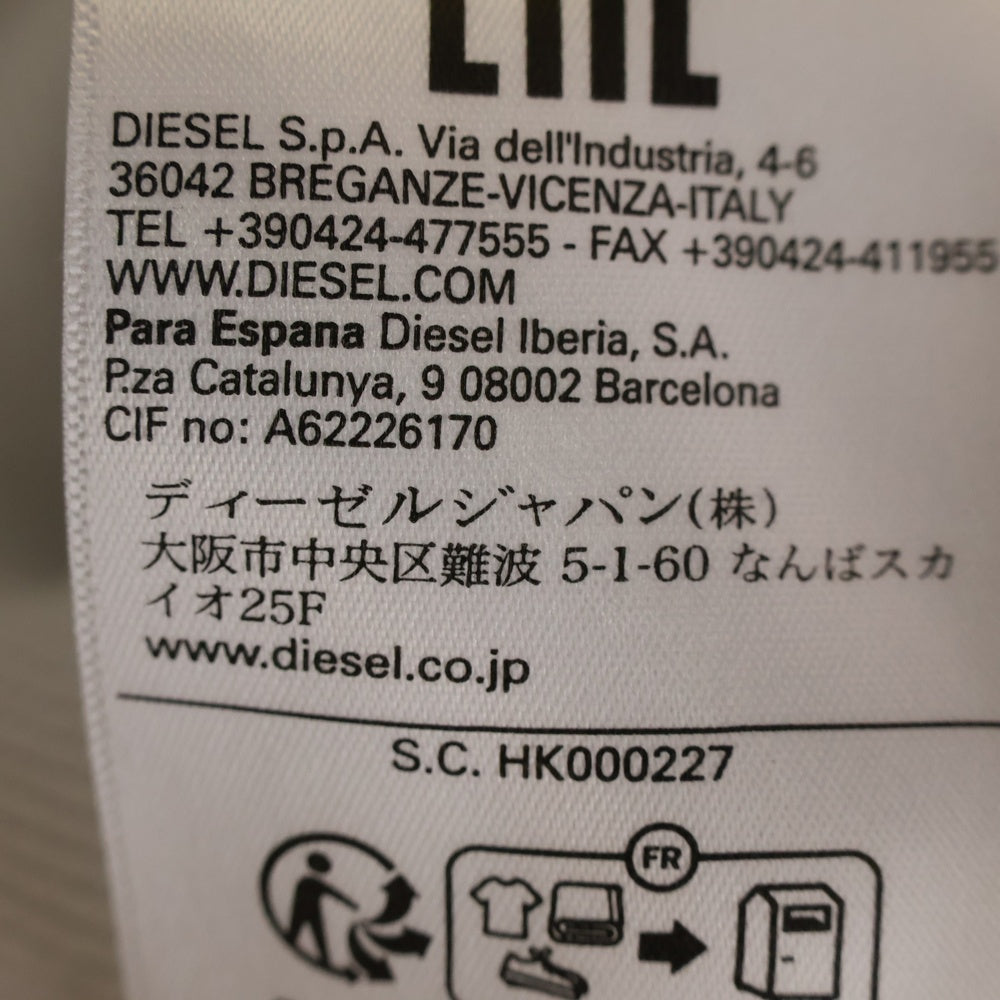 DIESEL S.p.A. Via dell'Industria, 4-6
36042 BREGANZE-VICENZA-ITALY
TEL +390424-477555 - FAX +390424-411955
WWW.DIESEL.COM
Para Espana Diesel Iberia, S.A.
P.za Catalunya, 9 08002 Barcelona
CIF no: A62226170
ディーゼルジャパン(株)
大阪市中央区難波 5-1-60 なんばスカ
イオ25F
www.diesel.co.jp
S.C. HK000227
FR